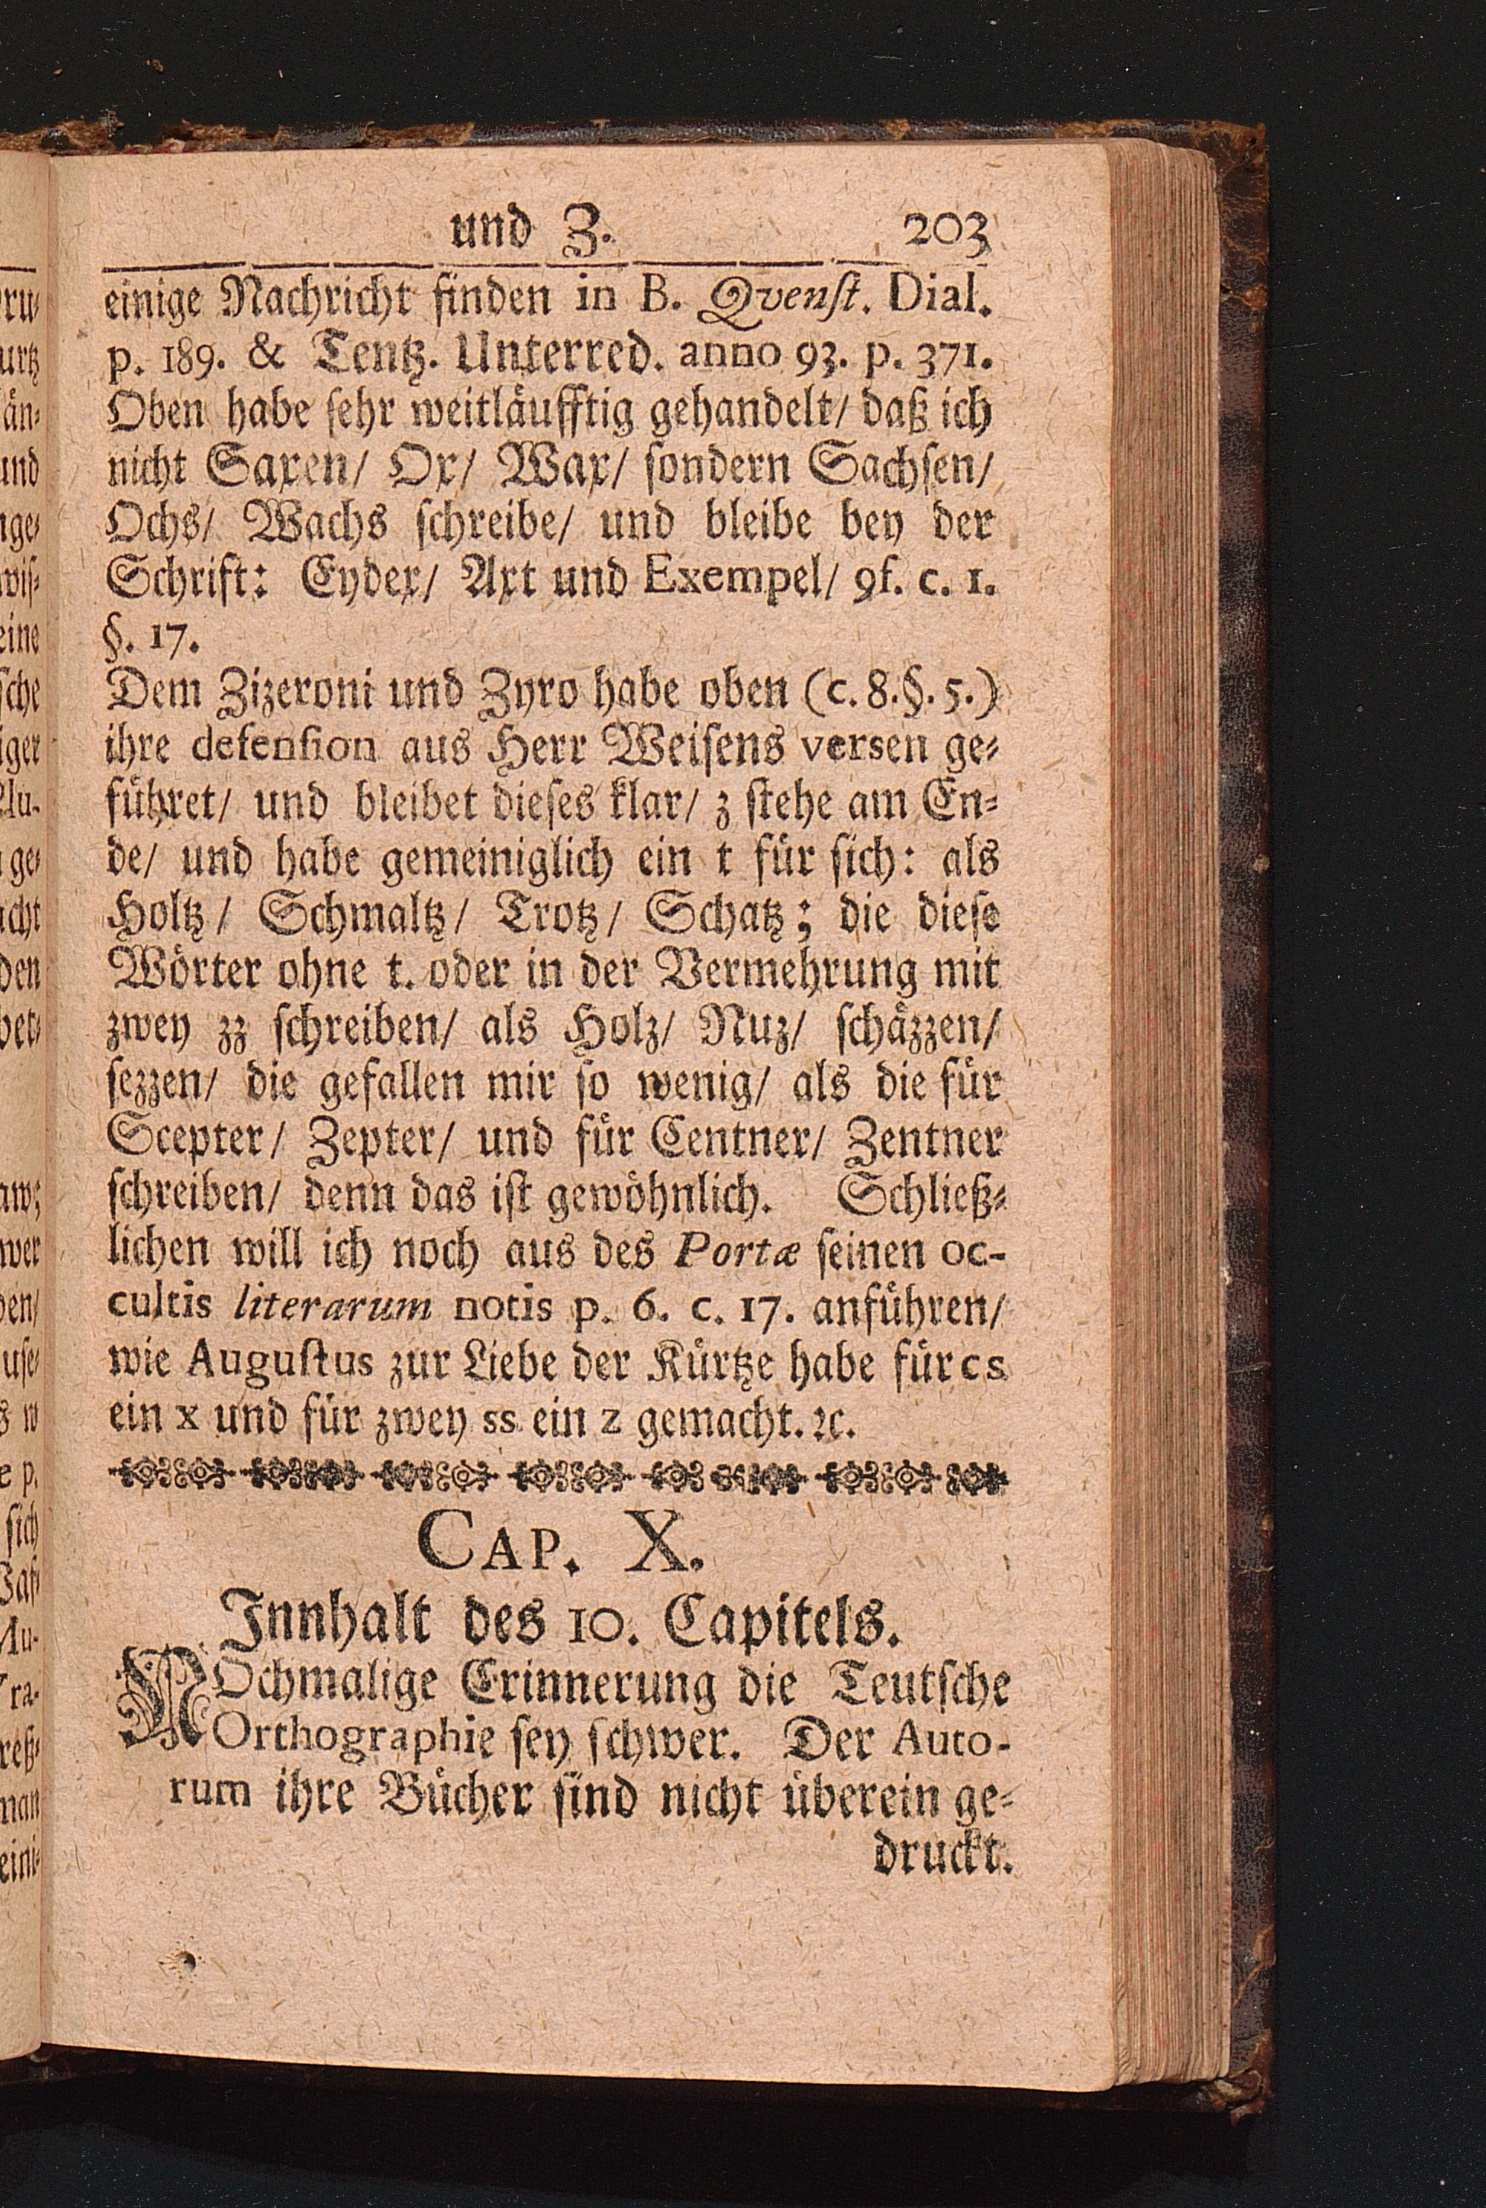 und Z. 203
einige Nachricht finden in B. Qvenst. Dial.
p. 189. & Tentz. Unterred. anno 93. p. 371.
Oben habe sehr weitläufftig gehandelt/ daß ich
nicht Saxen/ Ox/ Wax/ sondern Sachsen/
Ochs/ Wachs schreibe/ und bleibe bey der
Schrift: Eydex/ Axt und Exempel/ 9f. c. 1.
§. 17.
Dem Zizeroni und Zyro habe oben (c. 8. §. 5.)
ihre defension aus Herr Weisens versen ge-
führet/ und bleibet dieses klar/ z stehe am En-
de/ und habe gemeiniglich ein t für sich: als
Holtz/ Schmaltz/ Trotz/ Schatz; die diese
Wörter ohne t. oder in der Vermehrung mit
zwey zz schreiben/ als Holz/ Nuz/ schäzzen/
sezzen/ die gefallen mir so wenig/ als die für
Scepter/ Zepter/ und für Centner/ Zentner
schreiben/ denn das ist gewöhnlich. Schließ-
lichen will ich noch aus des Portæ seinen oc-
cultis literarum notis p. 6. c. 17. anführen/
wie Augustus zur Liebe der Kürtze habe für cs
ein x und für zwey ss ein z gemacht. ꝛc.
CAP. X.
Innhalt des 10. Capitels.
NOchmalige Erinnerung die Teutsche
Orthographie sey schwer. Der Auto-
rum ihre Bücher sind nicht überein ge-
druckt.